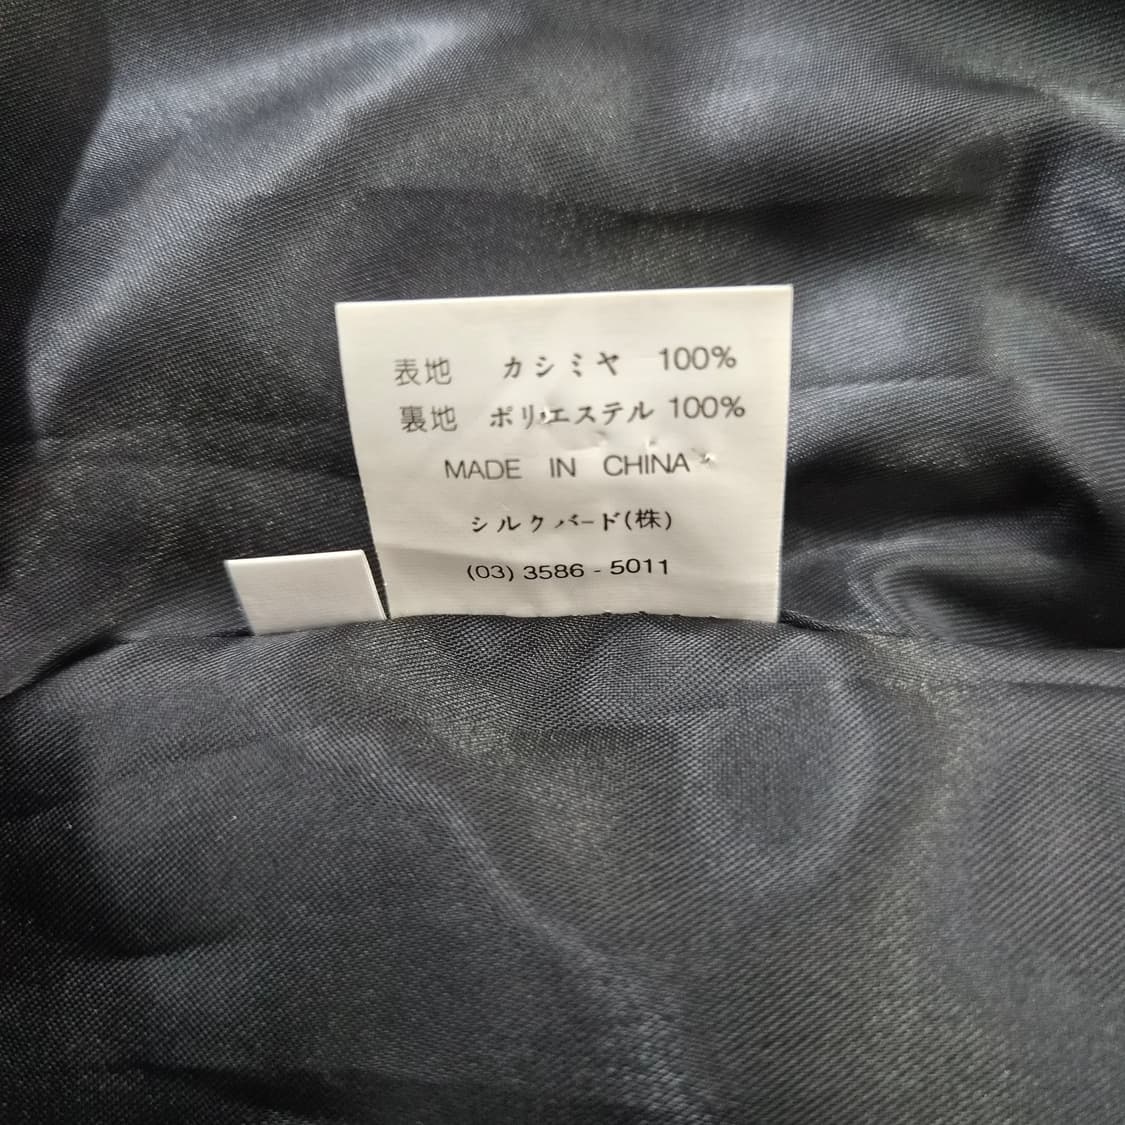 表地 カシミヤ 100%
裏地 ポリエステル 100%
MADE IN CHINA
シルクバード(株)
(03) 3586 - 5011